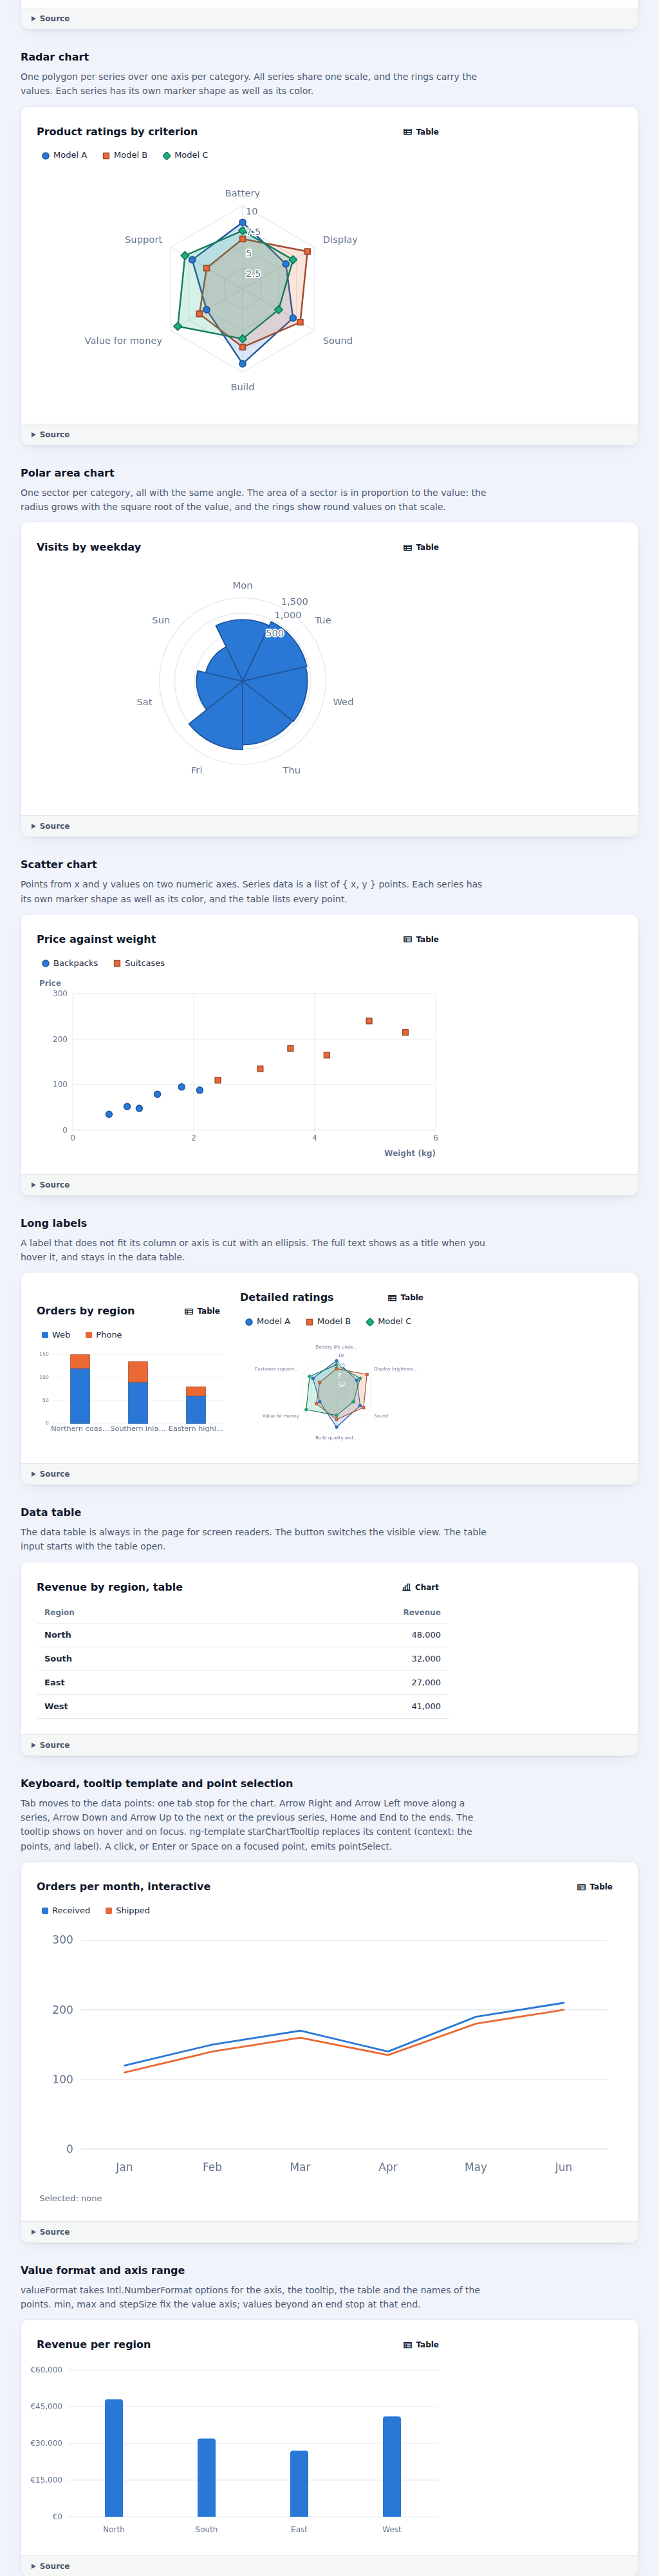 Source
Radar chart
One polygon per series over one axis per category. All series share one scale, and the rings carry the
values. Each series has its own marker shape as well as its color.
Product ratings by criterion
Table
Model A
Model B
Model C
Battery
10
7.5
5
2.5
Support
Display
Value for money
Sound
Build
Source
Polar area chart
One sector per category, all with the same angle. The area of a sector is in proportion to the value: the
radius grows with the square root of the value, and the rings show round values on that scale.
Visits by weekday
Table
Mon
1,500
1,000
500
Sun
Tue
Sat
Wed
Fri
Thu
Source
Scatter chart
Points from x and y values on two numeric axes. Series data is a list of { x, y } points. Each series has
its own marker shape as well as its color, and the table lists every point.
Price against weight
Table
Backpacks
Suitcases
Price
300
200
100
0
0
2
4
6
Weight (kg)
Source
Long labels
A label that does not fit its column or axis is cut with an ellipsis. The full text shows as a title when you
hover it, and stays in the data table.
Orders by region
Table
Web
Phone
150
100
50
0
Northern coas...
Southern inla...
Eastern highl...
Detailed ratings
Table
Model A
Model B
Model C
Battery life unde...
10
5
Customer support...
Display brightnes...
Value for money
Sound
Build quality and...
Source
Data table
The data table is always in the page for screen readers. The button switches the visible view. The table
input starts with the table open.
Revenue by region, table
Chart
Region
Revenue
North
48,000
South
32,000
East
27,000
West
41,000
Source
Keyboard, tooltip template and point selection
Tab moves to the data points: one tab stop for the chart. Arrow Right and Arrow Left move along a
series, Arrow Down and Arrow Up to the next or the previous series, Home and End to the ends. The
tooltip shows on hover and on focus. ng-template starChartTooltip replaces its content (context: the
points, and label). A click, or Enter or Space on a focused point, emits pointSelect.
Orders per month, interactive
Table
Received
Shipped
300
200
100
0
Jan
Feb
Mar
Apr
May
Jun
Selected: none
Source
Value format and axis range
valueFormat takes Intl.NumberFormat options for the axis, the tooltip, the table and the names of the
points. min, max and stepSize fix the value axis; values beyond an end stop at that end.
Revenue per region
Table
€60,000
€45,000
€30,000
€15,000
€0
North
South
East
West
Source